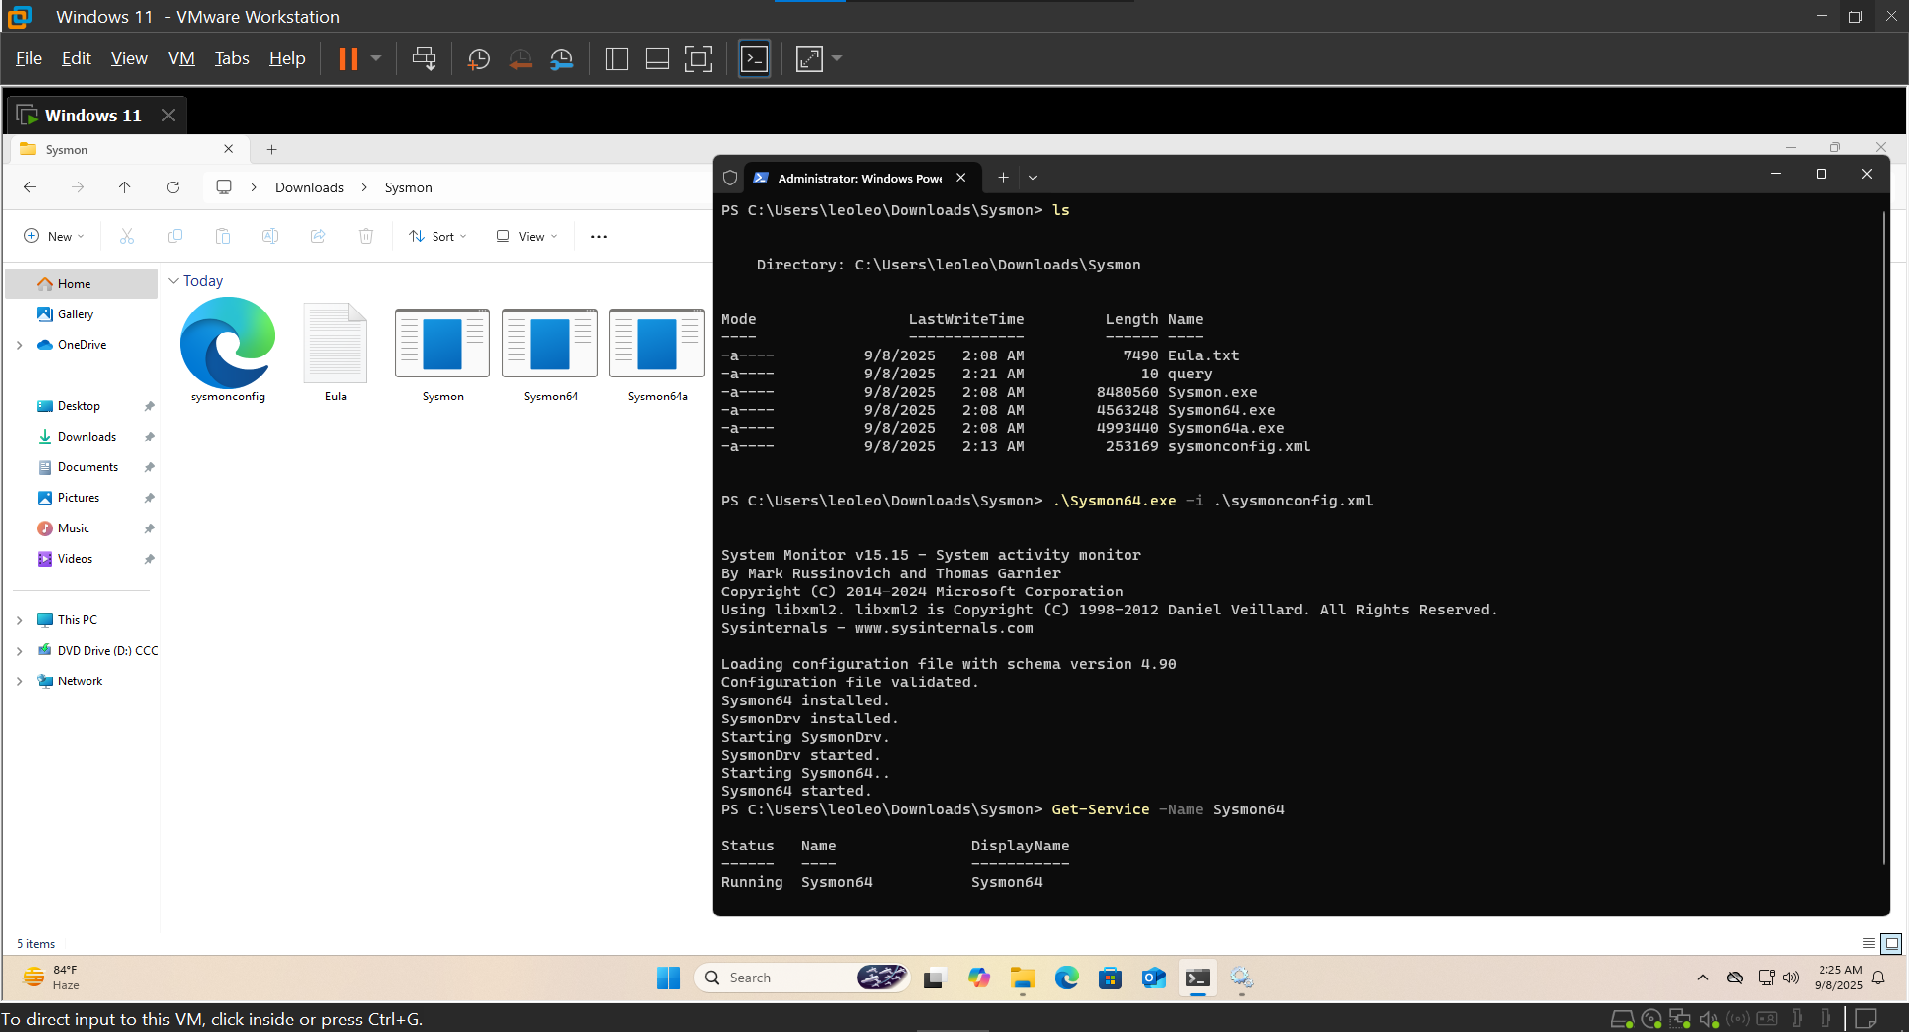 Windows 11 - VMware Workstation
File Edit View VM Tabs Help
Windows 11
Sysmon
Downloads > Sysmon
New Sort View
Home
Gallery
OneDrive
Desktop
Downloads
Documents
Pictures
Music
Videos
This PC
DVD Drive (D:) CCC
Network
Today
sysmonconfig Eula Sysmon Sysmon64 Sysmon64a
5 items
Administrator: Windows Powe
PS C:\Users\leoleo\Downloads\Sysmon> ls
Directory: C:\Users\leoleo\Downloads\Sysmon
Mode LastWriteTime Length Name
---- ------------- ------ ----
-a---- 9/8/2025 2:08 AM 7490 Eula.txt
-a---- 9/8/2025 2:21 AM 10 query
-a---- 9/8/2025 2:08 AM 8480560 Sysmon.exe
-a---- 9/8/2025 2:08 AM 4563248 Sysmon64.exe
-a---- 9/8/2025 2:08 AM 4993440 Sysmon64a.exe
-a---- 9/8/2025 2:13 AM 253169 sysmonconfig.xml
PS C:\Users\leoleo\Downloads\Sysmon> .\Sysmon64.exe -i .\sysmonconfig.xml
System Monitor v15.15 - System activity monitor
By Mark Russinovich and Thomas Garnier
Copyright (C) 2014-2024 Microsoft Corporation
Using libxml2. libxml2 is Copyright (C) 1998-2012 Daniel Veillard. All Rights Reserved.
Sysinternals - www.sysinternals.com
Loading configuration file with schema version 4.90
Configuration file validated.
Sysmon64 installed.
SysmonDrv installed.
Starting SysmonDrv.
SysmonDrv started.
Starting Sysmon64..
Sysmon64 started.
PS C:\Users\leoleo\Downloads\Sysmon> Get-Service -Name Sysmon64
Status Name DisplayName
------ ---- -----------
Running Sysmon64 Sysmon64
84°F
Haze
Search
2:25 AM
9/8/2025
To direct input to this VM, click inside or press Ctrl+G.